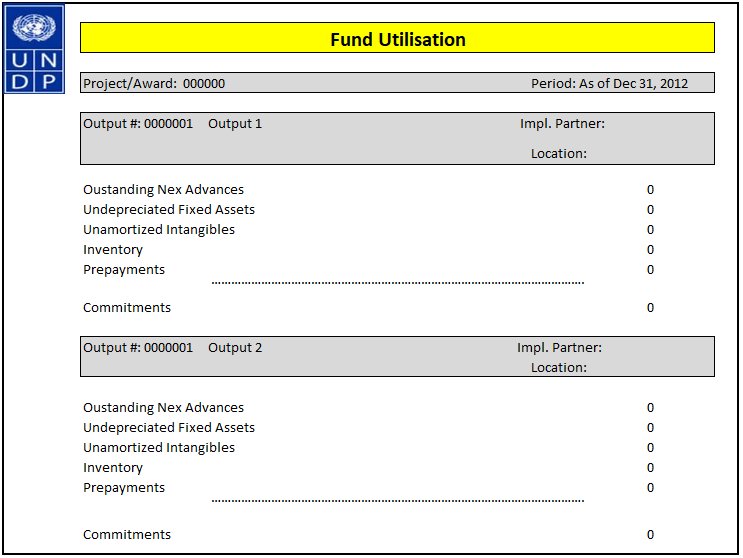 UN
DP
Fund Utilisation
Project/Award: 000000 Period: As of Dec 31, 2012
Output #: 0000001 Output 1 Impl. Partner:
Location:
Oustanding Nex Advances 0
Undepreciated Fixed Assets 0
Unamortized Intangibles 0
Inventory 0
Prepayments 0
Commitments 0
Output #: 0000001 Output 2 Impl. Partner:
Location:
Oustanding Nex Advances 0
Undepreciated Fixed Assets 0
Unamortized Intangibles 0
Inventory 0
Prepayments 0
Commitments 0